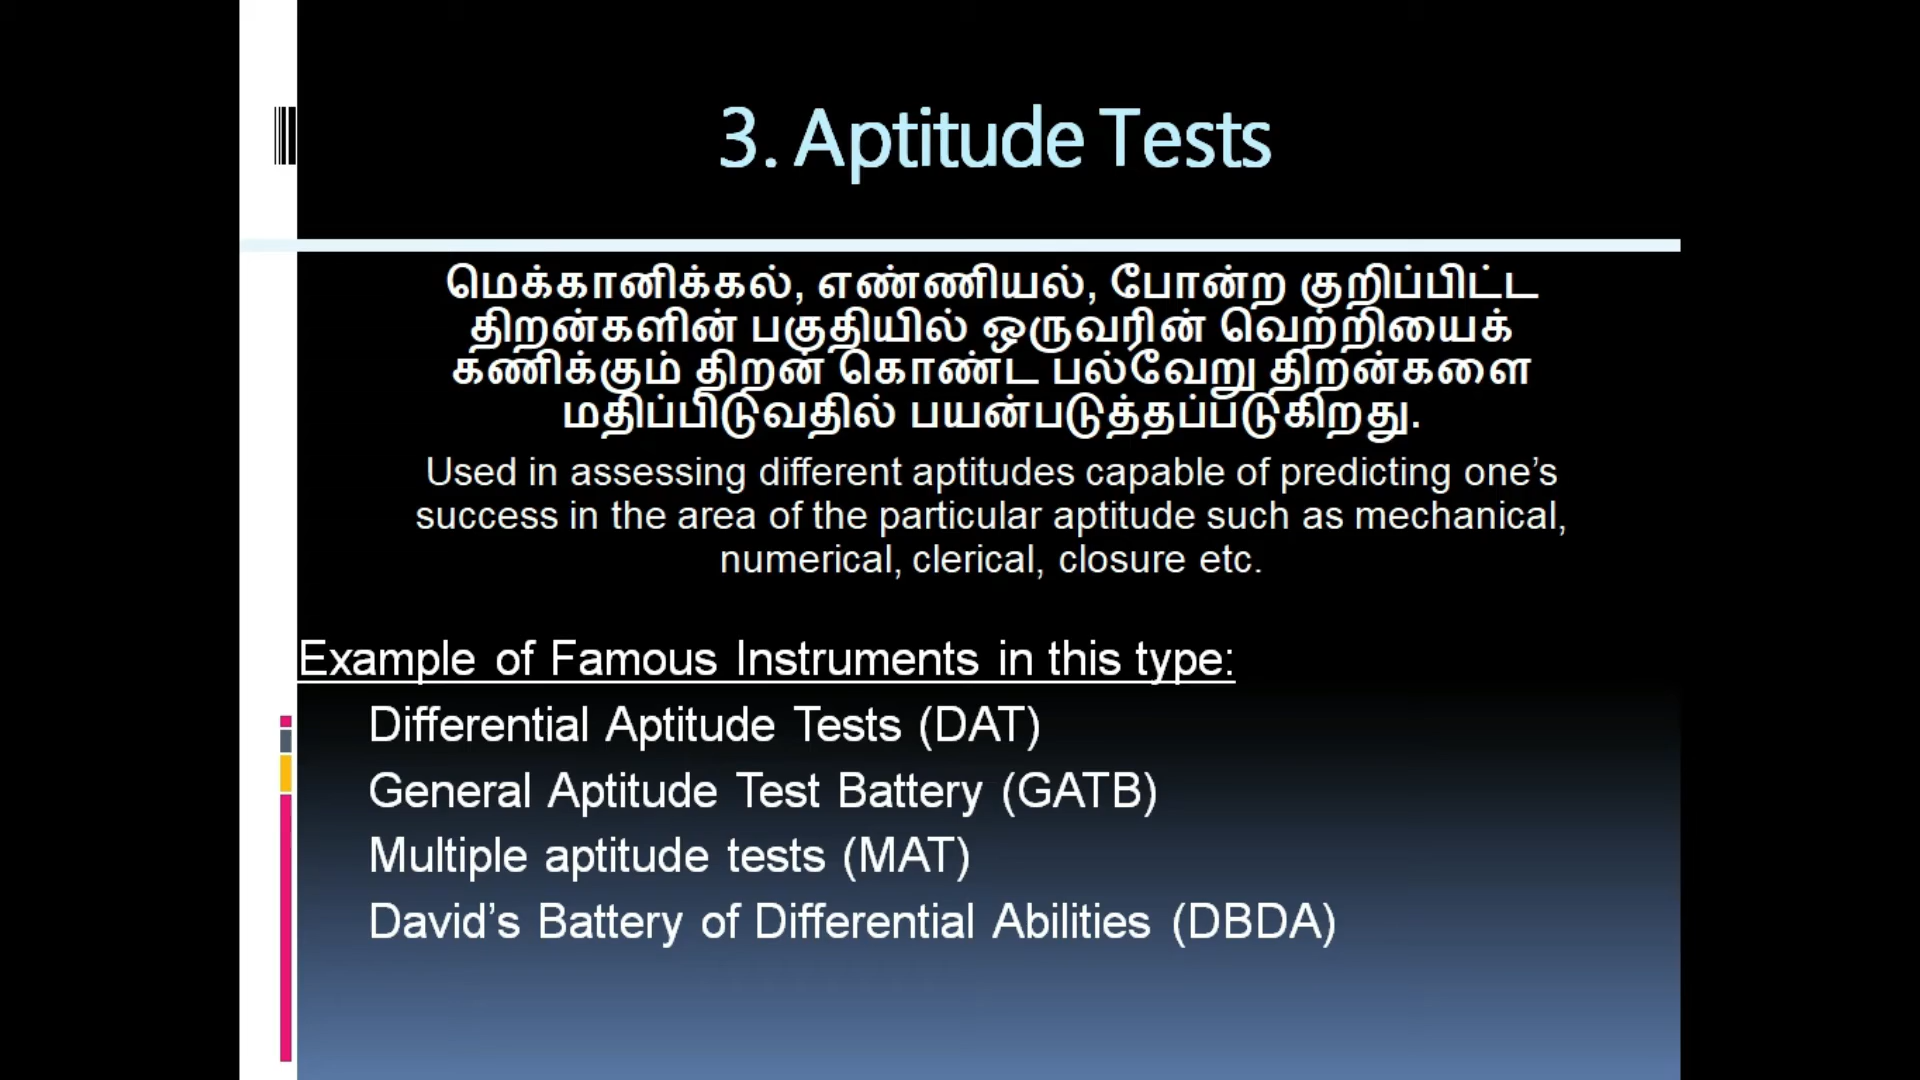 3. Aptitude Tests
மெக்கானிக்கல், எண்ணியல், போன்ற குறிப்பிட்ட
திறன்களின் பகுதியில் ஒருவரின் வெற்றியைக்
கணிக்கும் திறன் கொண்ட பல்வேறு திறன்களை
மதிப்பிடுவதில் பயன்படுத்தப்படுகிறது.
Used in assessing different aptitudes capable of predicting one’s
success in the area of the particular aptitude such as mechanical,
numerical, clerical, closure etc.
Example of Famous Instruments in this type:
Differential Aptitude Tests (DAT)
General Aptitude Test Battery (GATB)
Multiple aptitude tests (MAT)
David’s Battery of Differential Abilities (DBDA)